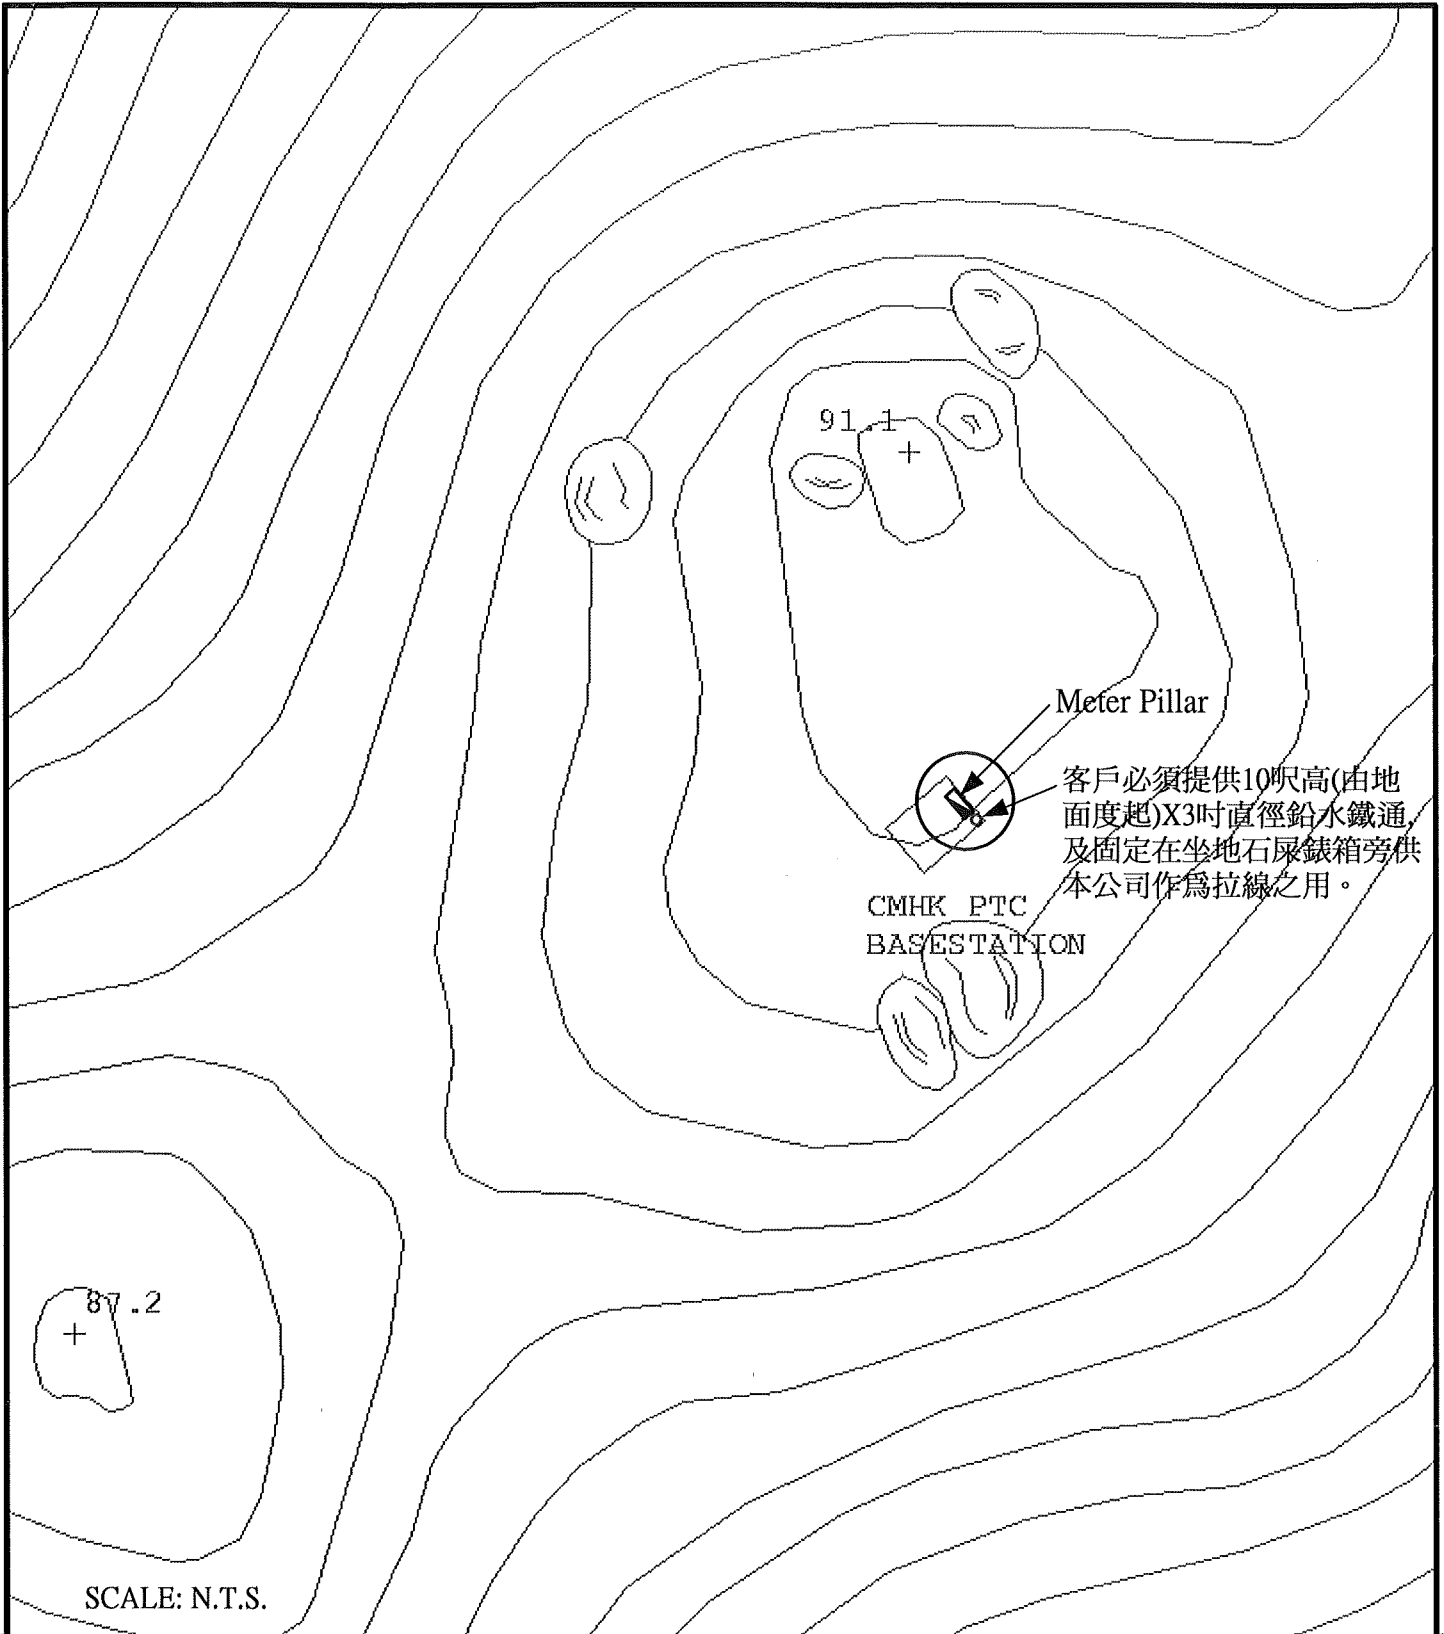 91.1
Meter Pillar
客戶必須提供10呎高(由地
面度起)X3吋直徑鉛水鐵通,
及固定在坐地石屎錶箱旁供
本公司作爲拉線之用。
CMHK PTC
BASESTATION
87.2
SCALE: N.T.S.